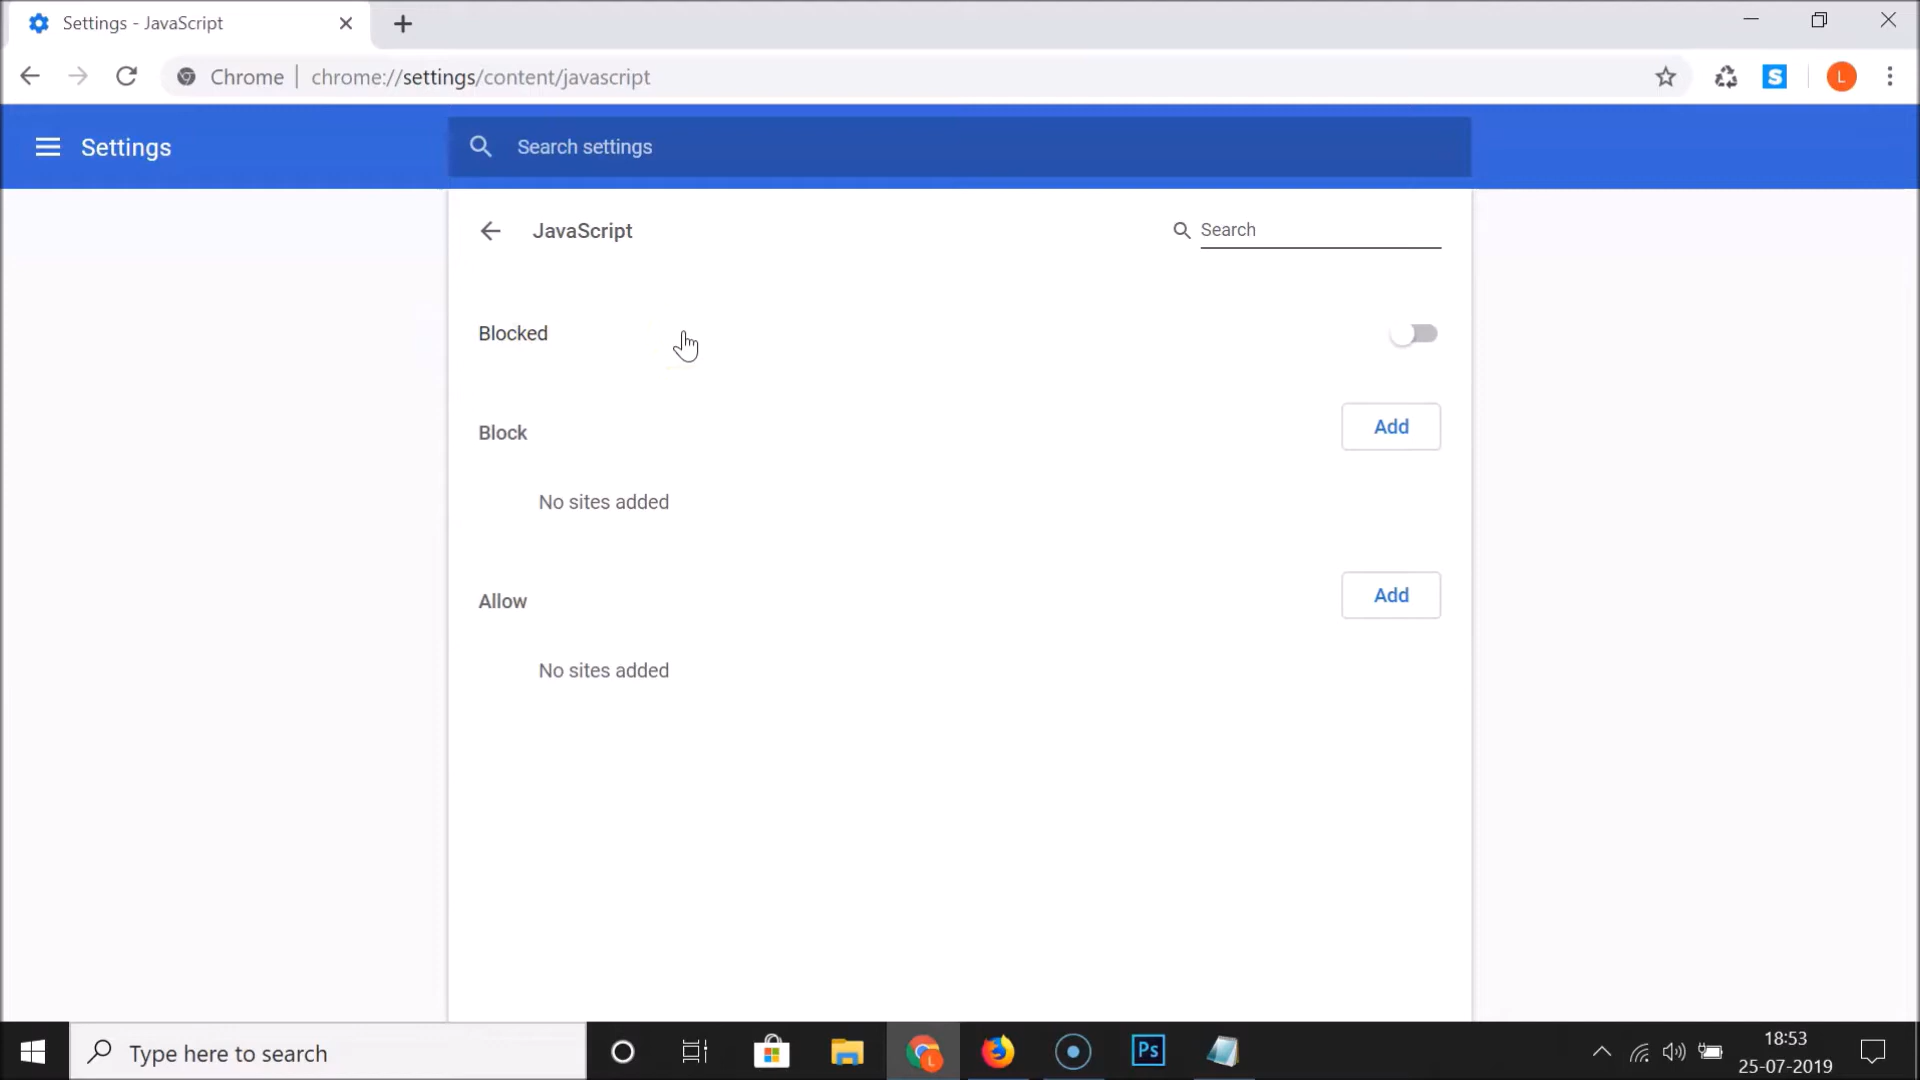 Settings - JavaScript
Chrome | chrome://settings/content/javascript
S
L
Settings
Search settings
JavaScript
Search
Blocked
Block
Add
No sites added
Allow
Add
No sites added
Type here to search
L
Ps
18:53
25-07-2019